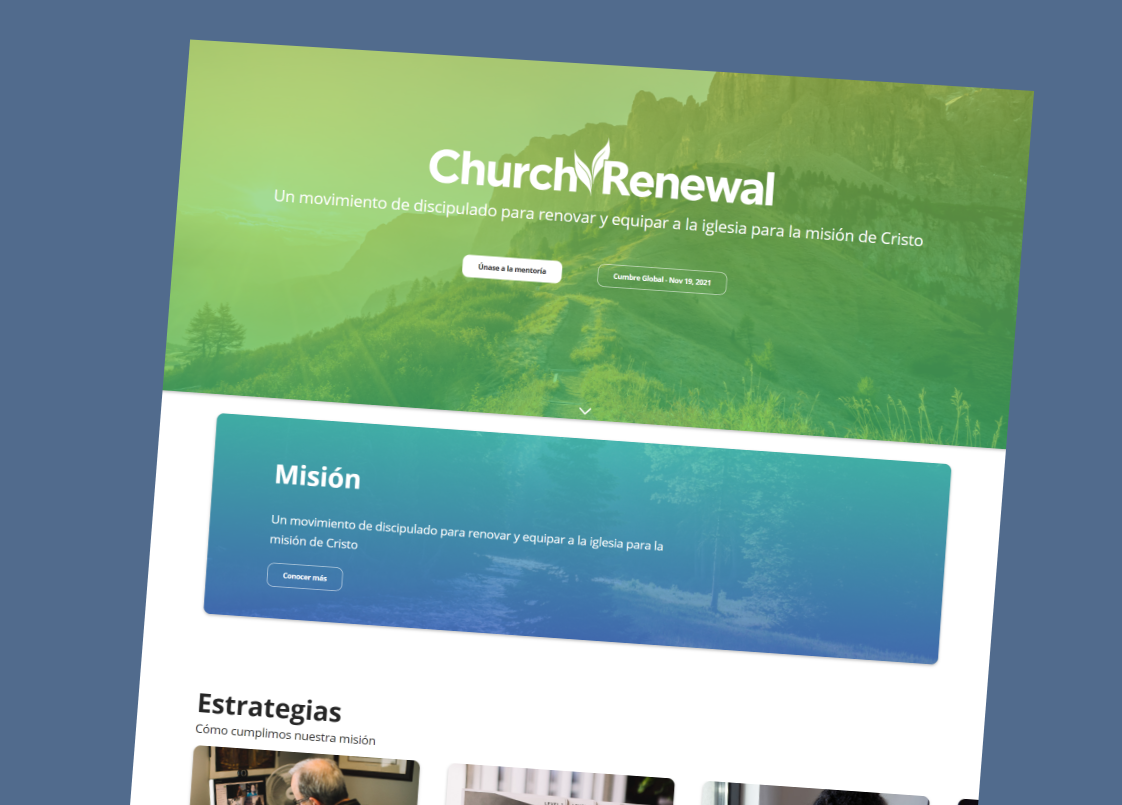 Church Renewal
Un movimiento de discipulado para renovar y equipar a la iglesia para la misión de Cristo
Únase a la mentoría
Cumbre Global - Nov 19, 2021
Misión
Un movimiento de discipulado para renovar y equipar a la iglesia para la
misión de Cristo
Conocer más
Estrategias
Cómo cumplimos nuestra misión